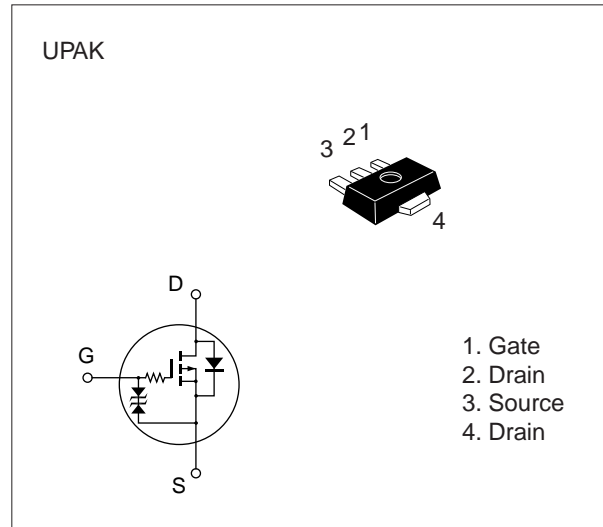 UPAK
3 2 1
4
D
G
S
1. Gate
2. Drain
3. Source
4. Drain